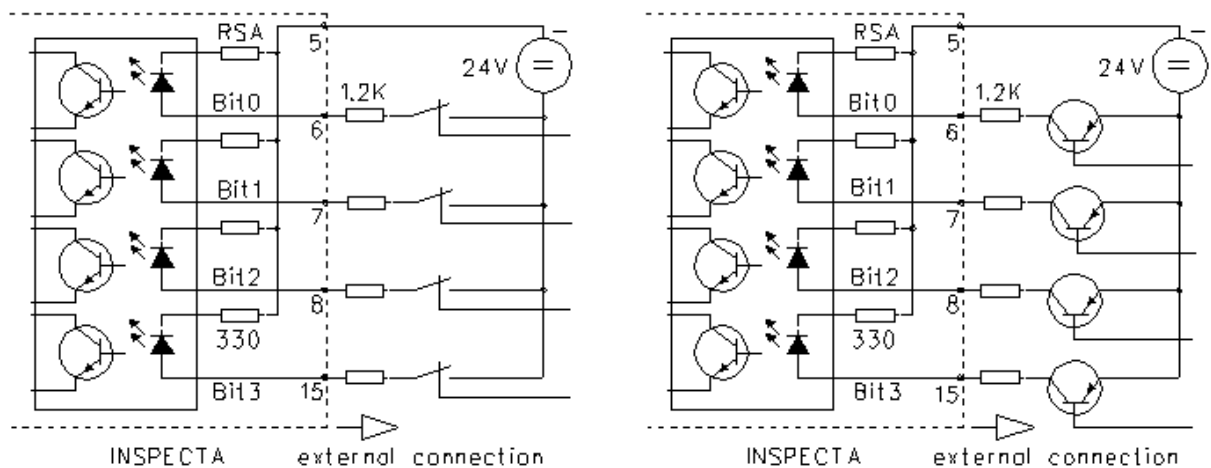 RSA
5
–
24V
=
1.2K
Bit0
6
Bit1
7
Bit2
8
330
Bit3
15
INSPECTA external connection
RSA
5
–
24V
=
1.2K
Bit0
6
Bit1
7
Bit2
8
330
Bit3
15
INSPECTA external connection